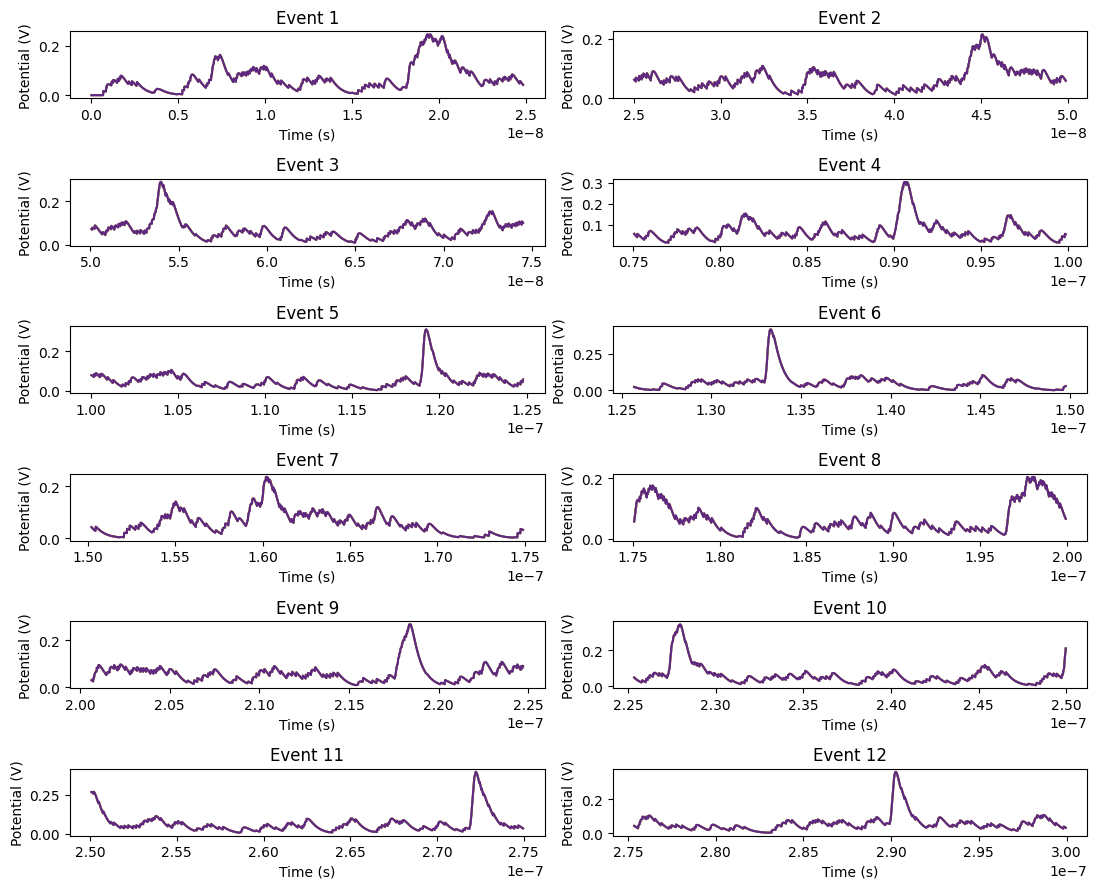 Event 1
Event 2
Potential (V)
0.2
0.0
Potential (V)
0.2
0.0
0.0 0.5 1.0 1.5 2.0 2.5
2.5 3.0 3.5 4.0 4.5 5.0
Time (s)
1e−8
Time (s)
1e−8
Event 3
Event 4
Potential (V)
0.2
0.0
Potential (V)
0.3
0.2
0.1
5.0 5.5 6.0 6.5 7.0 7.5
0.75 0.80 0.85 0.90 0.95 1.00
Time (s)
1e−8
Time (s)
1e−7
Event 5
Event 6
Potential (V)
0.2
0.0
Potential (V)
0.25
0.00
1.00 1.05 1.10 1.15 1.20 1.25
1.25 1.30 1.35 1.40 1.45 1.50
Time (s)
1e−7
Time (s)
1e−7
Event 7
Event 8
Potential (V)
0.2
0.0
Potential (V)
0.2
0.0
1.50 1.55 1.60 1.65 1.70 1.75
1.75 1.80 1.85 1.90 1.95 2.00
Time (s)
1e−7
Time (s)
1e−7
Event 9
Event 10
Potential (V)
0.2
0.0
Potential (V)
0.2
0.0
2.00 2.05 2.10 2.15 2.20 2.25
2.25 2.30 2.35 2.40 2.45 2.50
Time (s)
1e−7
Time (s)
1e−7
Event 11
Event 12
Potential (V)
0.25
0.00
Potential (V)
0.2
0.0
2.50 2.55 2.60 2.65 2.70 2.75
2.75 2.80 2.85 2.90 2.95 3.00
Time (s)
1e−7
Time (s)
1e−7